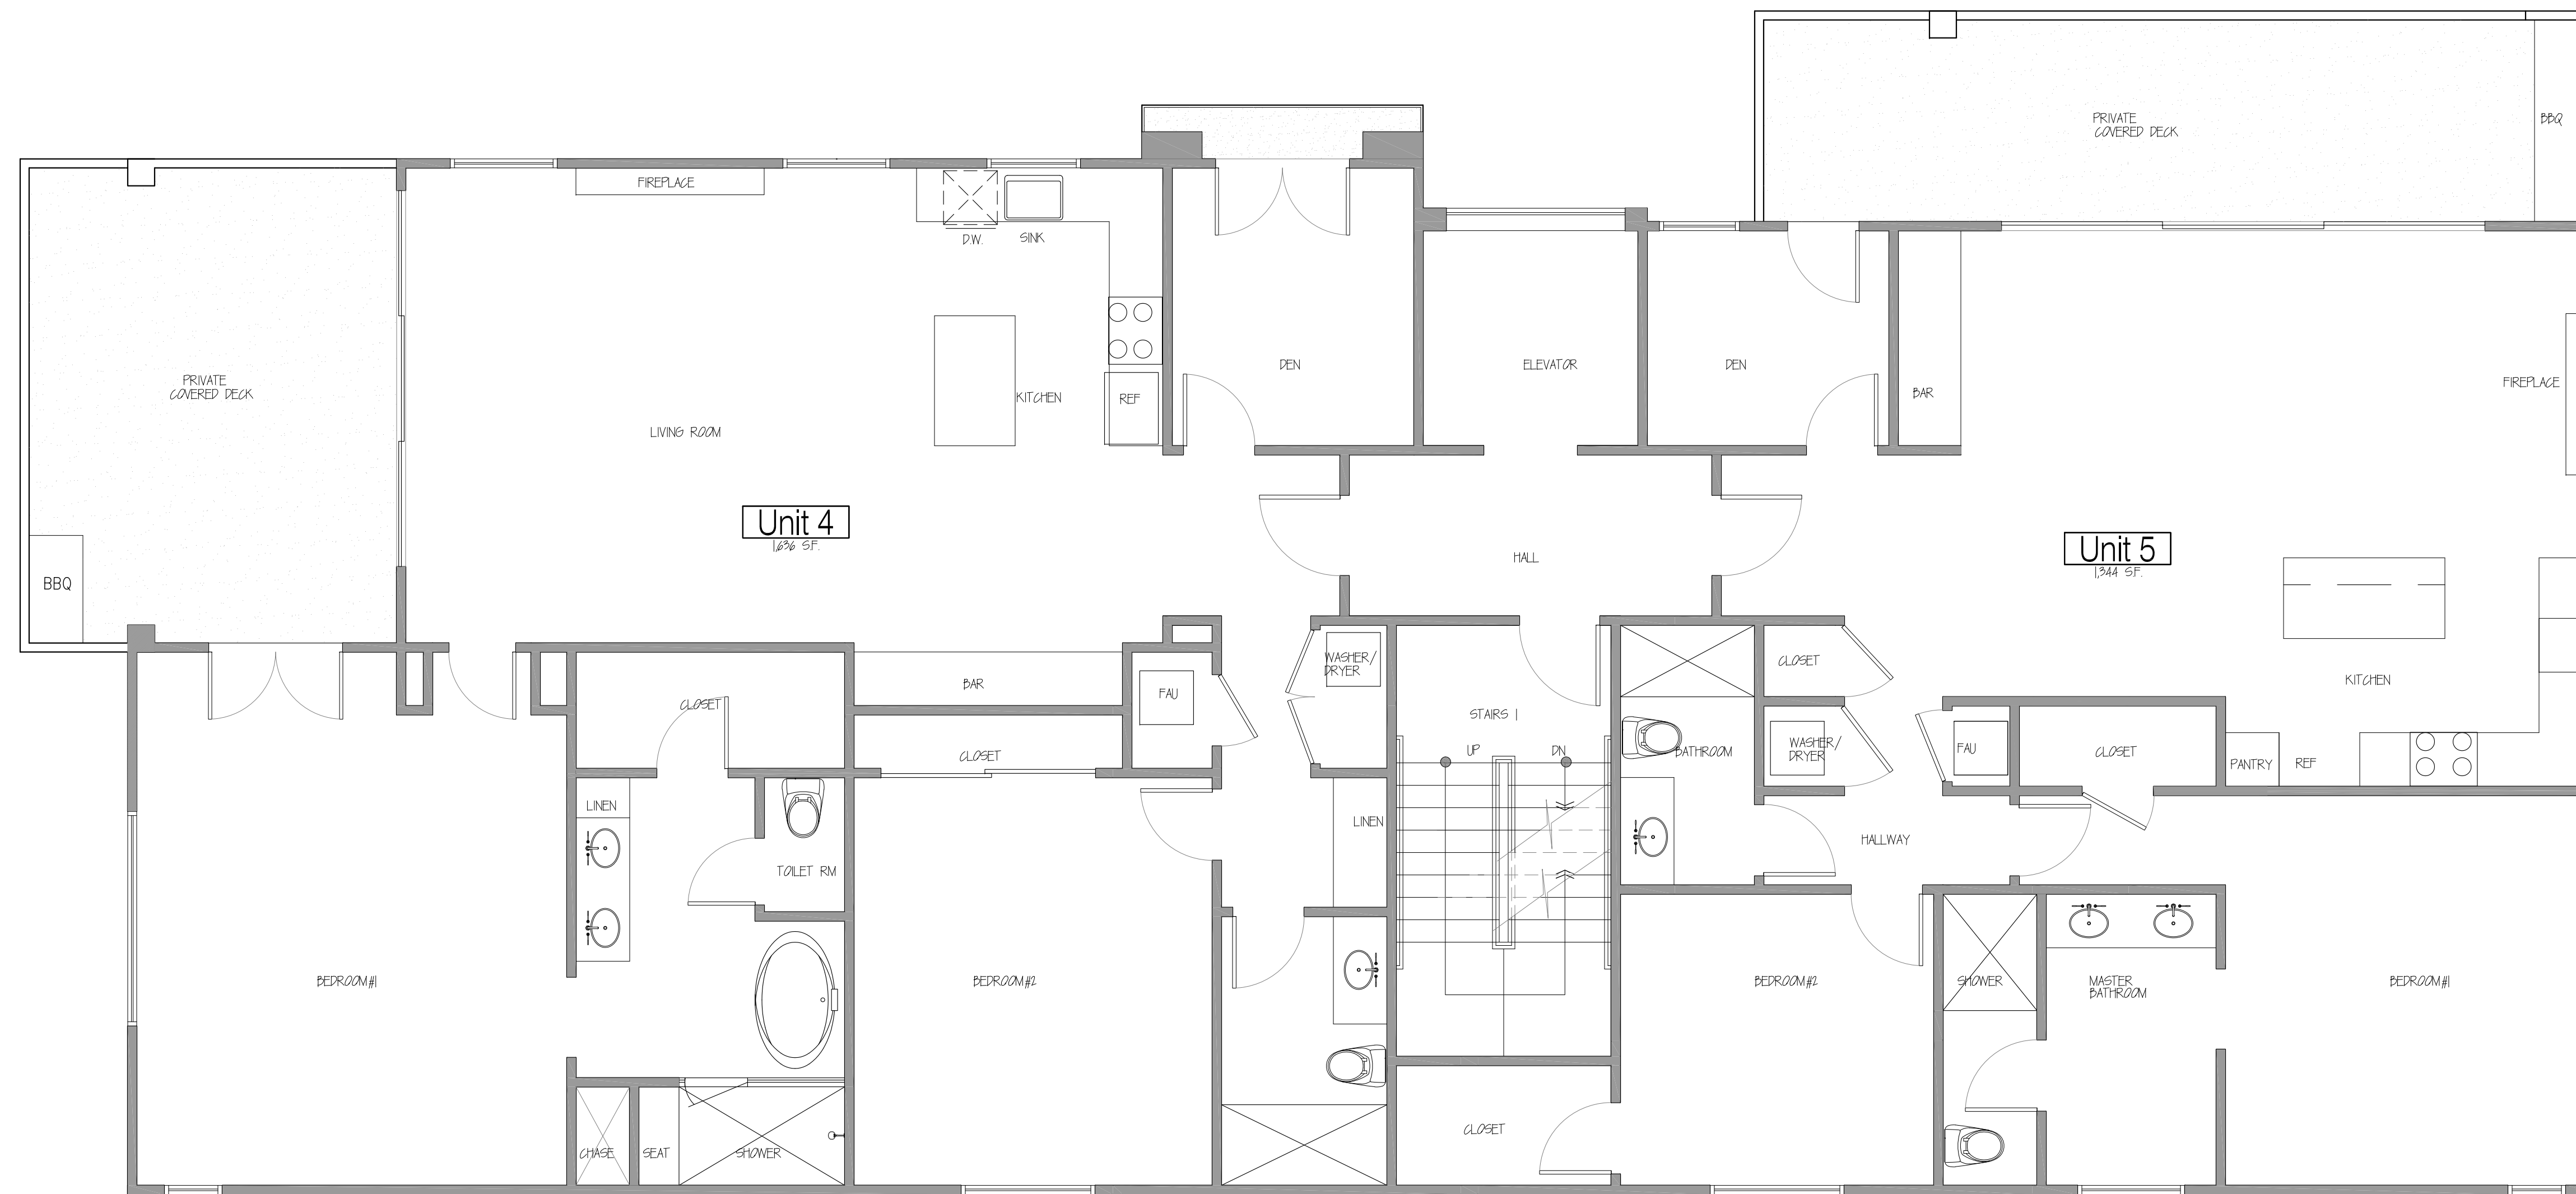 PRIVATE
COVERED DECK
BBQ
FIREPLACE
D.W.
SINK
PRIVATE
COVERED DECK
DEN
ELEVATOR
DEN
BAR
FIREPLACE
KITCHEN
REF
LIVING ROOM
Unit 4
1,636 S.F.
HALL
Unit 5
1,344 S.F.
BBQ
WASHER/
DRYER
CLOSET
KITCHEN
BAR
FAU
CLOSET
STAIRS 1
CLOSET
UP
DN
BATHROOM
WASHER/
DRYER
FAU
CLOSET
PANTRY
REF
LINEN
LINEN
HALLWAY
TOILET RM
BEDROOM#1
BEDROOM#2
BEDROOM#2
SHOWER
MASTER
BATHROOM
BEDROOM#1
CLOSET
CHASE
SEAT
SHOWER